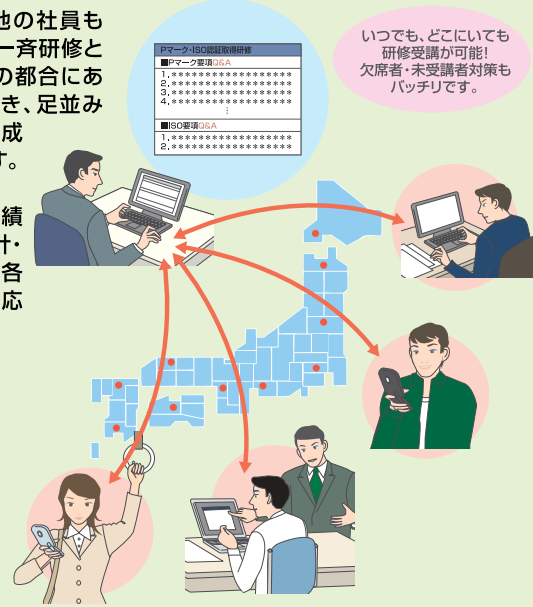 他の社員も
一斉研修と
の都合にあ
き、足並み
成
す。
績
計・
各
応
Pマーク・ISO認証取得研修
■Pマーク要項Q&A
1.＊＊＊＊＊＊＊＊＊＊＊＊＊＊＊＊＊
2.＊＊＊＊＊＊＊＊＊＊＊＊＊＊＊＊＊
3.＊＊＊＊＊＊＊＊＊＊＊＊＊＊＊＊＊
4.＊＊＊＊＊＊＊＊＊＊＊＊＊＊＊＊＊
⋮
■ISO要項Q&A
1.＊＊＊＊＊＊＊＊＊＊＊＊＊＊＊＊＊
2.＊＊＊＊＊＊＊＊＊＊＊＊＊＊＊＊＊
いつでも、どこにいても
研修受講が可能!
欠席者・未受講者対策も
バッチリです。